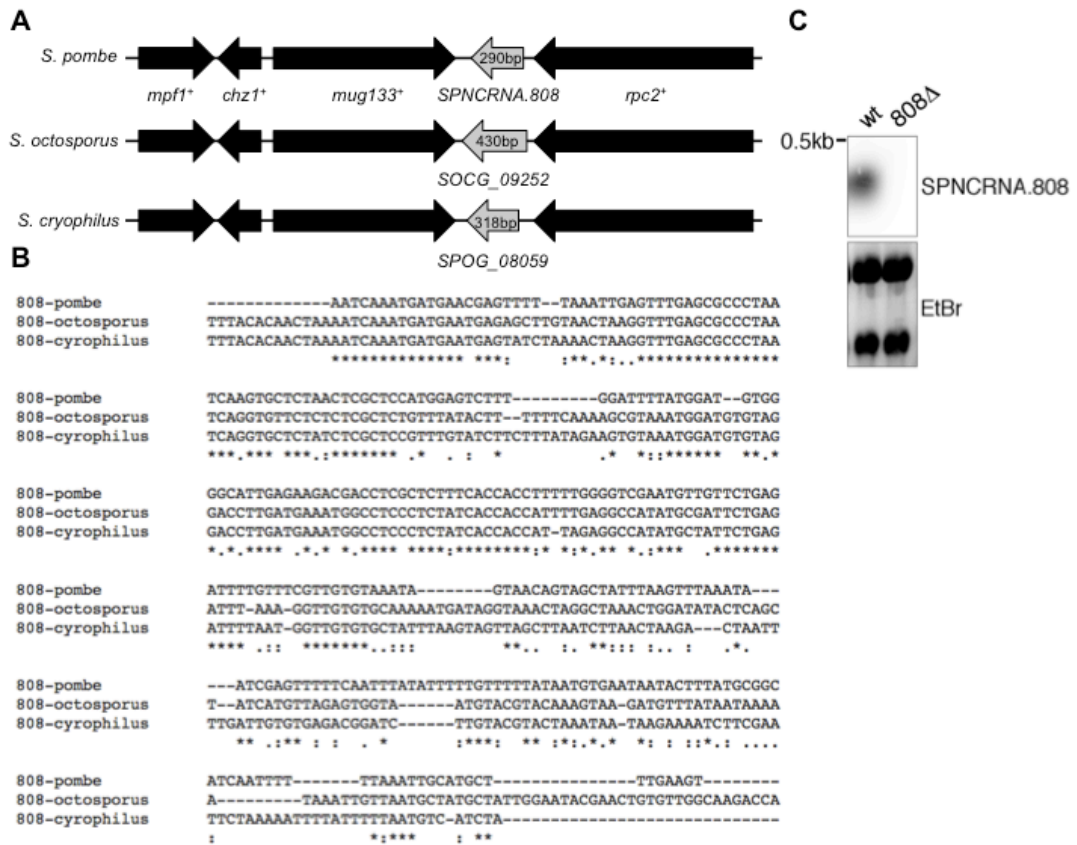 A
S. pombe
290bp
mpf1+ chz1+ mug133+ SPNCRNA.808 rpc2+
S. octosporus
430bp
SOCG_09252
S. cryophilus
318bp
SPOG_08059
B
808-pombe -------------AATCAAATGATGAACGAGTTTT--TAAATTGAGTTTGAGCGCCCTAA
808-octosporus TTTACACAACTAAAATCAAATGATGAATGAGAGCTTGTAACTAAGGTTTGAGCGCCCTAA
808-cyrophilus TTTACACAACTAAAATCAAATGATGAATGAGTATCTAAAACTAAGGTTTGAGCGCCCTAA
************** ***: :**.*:..***************
808-pombe TCAAGTGCTCTAACTCGCTCCATGGAGTCTTT---------GGATTTTATGGAT--GTGG
808-octosporus TCAGGTGTTCTCTCTCGCTCTGTTTATACTT--TTTTCAAAAGCGTAAATGGATGTGTAG
808-cyrophilus TCAGGTGCTCTATCTCGCTCCGTTTGTATCTTCTTTATAGAAGTGTAAATGGATGTGTAG
***.*** ***.:******* .* . : * .* *::****** **.*
808-pombe GGCATTGAGAAGACGACCTCGCTCTTTCACCACCTTTTTGGGGTCGAATGTTGTTCTGAG
808-octosporus GACCTTGATGAAATGGCCTCCCTCTATCACCACCATTTTGAGGCCATATGCGATTCTGAG
808-cyrophilus GACCTTGATGAAATGGCCTCCCTCTATCACCACCAT-TAGAGGCCATATGCTATTCTGAG
*.*.**** .*.* *.**** ****:********:* *:*.** *.:*** .*******
808-pombe ATTTTGTTTCGTTGTGTGTAAATA--------GTAACAGTAGCTATTTAAGTTTAAATA---
808-octosporus ATTT-AAA-GGTTGTGTGCAAAAATGATAGGTAAACTAGGCTAAACTGGATATACTCAGC
808-cyrophilus ATTTTAAT-GGTTGTGTGCTATTTAAGTAGTTAGCTTAATCTTAACTAAGA---CTAATT
**** .:: *******..::: **.. :. **:::: *. : .*.
808-pombe ---ATCGAGTTTTTCAATTTATATTTTTGTTTTTATAATGTGAATAATACTTTATGCGGC
808-octosporus T--ATCATGTTAGAGTGGTA------ATGTACGTACAAAGTAA-GATGTTTATAATAAAA
808-cyrophilus TTGATTGTGTGAGACGGATC------TTGTACGTACTAAATAA-TAAGAAAATCTTCGAA
** .:** : : . * :***: ** :*:.*.* *: : ::*.: ....
808-pombe ATCAATTTT-------TTAAATTGCATGCT---------------TTGAAGT--------
808-octosporus A---------TAAATTGTTAATGCTATGCTATTGGAATACGAACTGTGTTGGCAAGACCA
808-cyrophilus TTCTAAAAATTTTATTTTTAATGTC-ATCTA-----------------------------
: *:*** **
C
wt 808Δ
0.5kb
SPNCRNA.808
EtBr